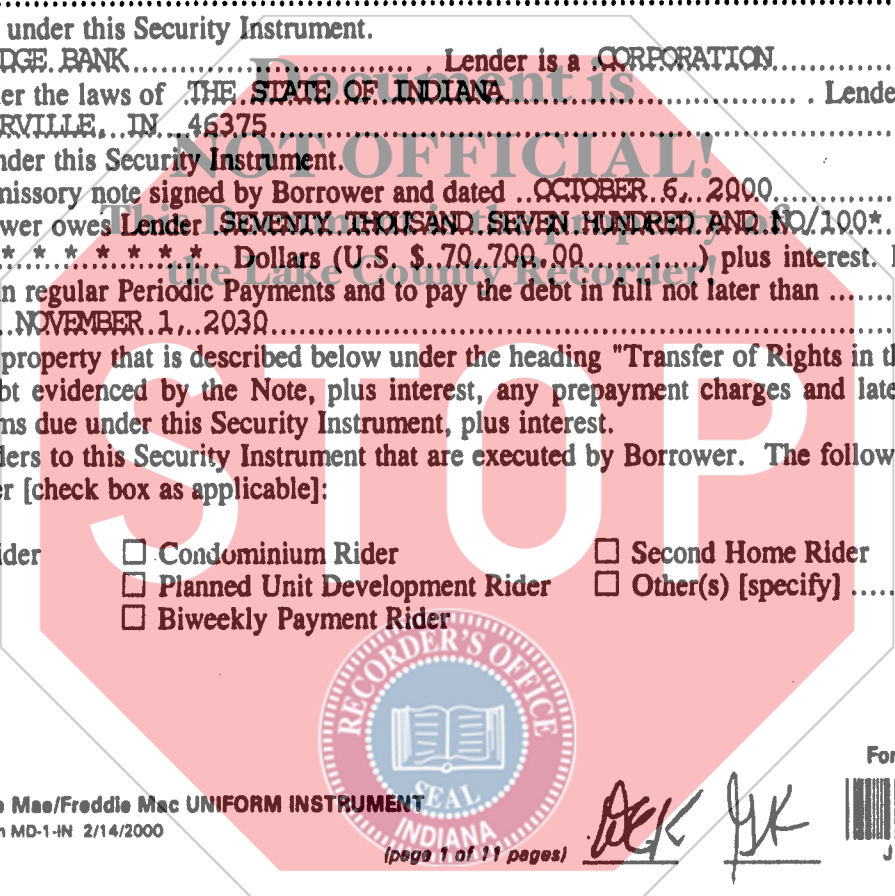 under this Security Instrument.
DGE BANK................................... . Lender is a .CORPORATION...................
er the laws of .THE STATE OF INDIANA............................................. . Lende
RVILLE, IN 46375
nder this Security Instrument.
missory note signed by Borrower and dated ..OCTOBER 6, 2000
wer owes Lender .SEVENTY THOUSAND SEVEN HUNDRED AND NO/100*
* * * * * * * Dollars (U.S. $ 70,700.00..................) plus interest.
n regular Periodic Payments and to pay the debt in full not later than ......
NOVEMBER 1, 2030
property that is described below under the heading "Transfer of Rights in th
bt evidenced by the Note, plus interest, any prepayment charges and late
ms due under this Security Instrument, plus interest.
ders to this Security Instrument that are executed by Borrower. The follow
er [check box as applicable]:
ider ☐ Condominium Rider ☐ Second Home Rider
☐ Planned Unit Development Rider ☐ Other(s) [specify] .....
☐ Biweekly Payment Rider
Document is
NOT OFFICIAL!
This Document is the property of
the Lake County Recorder!
STOP
RECORDER'S OFFICE
SEAL
INDIANA
For
e Mae/Freddie Mac UNIFORM INSTRUMENT
n MD-1-IN 2/14/2000
(page 1 of 11 pages)
J